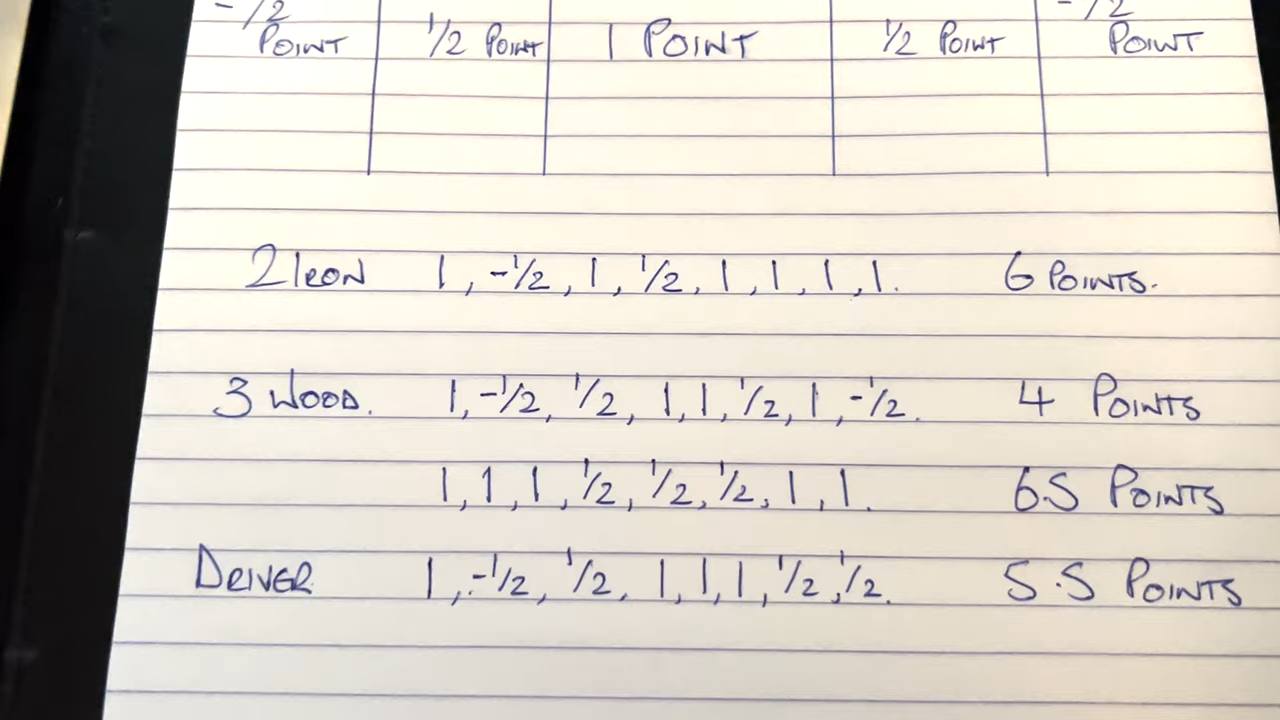 -1/2 POINT 1/2 POINT 1 POINT 1/2 POINT -1/2 POINT
2 IRON 1, -1/2, 1, 1/2, 1, 1, 1, 1. 6 POINTS.
3 WOOD. 1, -1/2, 1/2, 1, 1, 1/2, 1, -1/2. 4 POINTS
1, 1, 1, 1/2, 1/2, 1/2, 1, 1. 6.5 POINTS
DRIVER. 1, -1/2, 1/2, 1, 1, 1, 1/2, 1/2. 5.5 POINTS